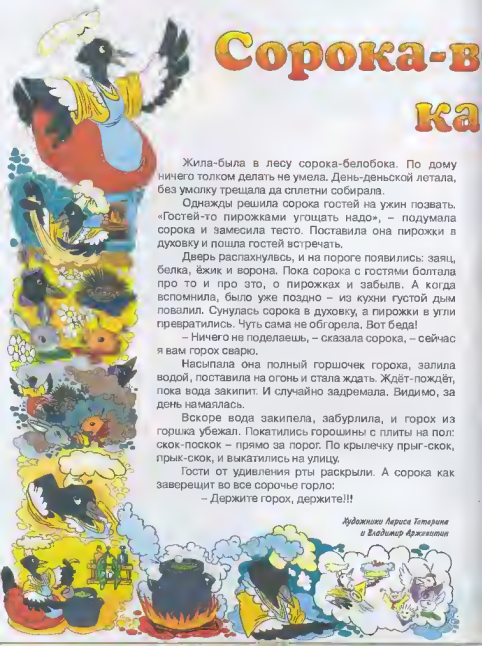 Сорока-в
ка
Жила-была в лесу сорока-белобока. По дому
ничего толком делать не умела. День-деньской летала,
без умолку трещала да сплетни собирала.
Однажды решила сорока гостей на ужин позвать.
«Гостей-то пирожками угощать надо», – подумала
сорока и замесила тесто. Поставила она пирожки в
духовку и пошла гостей встречать.
Дверь распахнулвсь, и на пороге появились: заяц,
белка, ёжик и ворона. Пока сорока с гостями болтала
про то и про зто, о пирожках и забылв. А когда
вспомнила, было уже поздно – из кухни густой дым
повалил. Сунулась сорока в духовку, а пирожки в угли
превратились. Чуть сама не обгорела. Вот беда!
– Ничего не поделаешь, – сказала сорока, – сейчас
я вам горох сварю.
Насыпала она полный горшочек гороха, залила
водой, поставила на огонь и стала ждать. Ждёт-пождёт,
пока вода закипит. И случайно задремала. Видимо, за
день намаялась.
Вскоре вода закипела, забурлила, и горох из
горшка убежал. Покатились горошины с плиты на пол:
скок-поскок – прямо за порог. По крылечку прыг-скок,
прык-скок, и выкатились на улицу.
Гости от удивления рты раскрыли. А сорока как
заверещит во все сорочье горло:
– Держите горох, держите!!!
Художники Лариса Тетерина
и Владимир Аржевитин